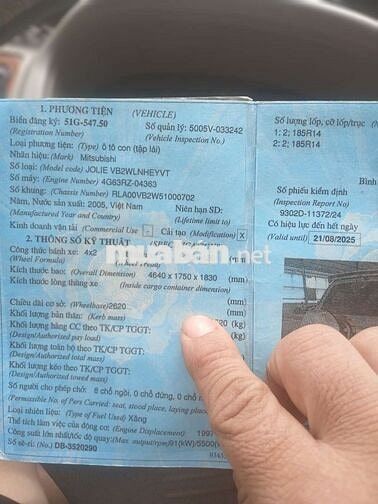 1. PHƯƠNG TIỆN (VEHICLE)
Biển đăng ký: 51G-547.50 Số quản lý: 5005V-033242
(Registration Number) (Vehicle Inspection No.)
Loại phương tiện: (Type) ô tô con (tập lái)
Nhãn hiệu: (Mark) Mitsubishi
Số loại: (Model code) JOLIE VB2WLNHEYVT
Số máy: (Engine Number) 4G63RZ-04363
Số khung: (Chassis Number) RLA00VB2W51000702
Năm, Nước sản xuất: 2005, Việt Nam Niên hạn SD:
(Manufactured Year and Country) (Lifetime limit to)
Kinh doanh vận tải (Commercial Use) - Cải tạo (Modification) X
2. THÔNG SỐ KỸ THUẬT
Công thức bánh xe: 4x2
(Wheel Formula)
Kích thước bao: (Overall Dimension) 4640 x 1750 x 1830 (mm)
Kích thước lòng thùng xe (Inside cargo container dimension)
(mm)
Chiều dài cơ sở: (Wheelbase) 2620 (mm)
Khối lượng bản thân: (Kerb mass) (kg)
Khối lượng hàng CC theo TK/CP TGGT: (kg)
(Design/Authorized pay load)
Khối lượng toàn bộ theo TK/CP TGGT:
(Design/Authorized total mass)
Khối lượng kéo theo TK/CP TGGT:
(Design/Authorized towed mass)
Số người cho phép chở: 8 chỗ ngồi, 0 chỗ đứng, 0 chỗ
(Permissible No. of Pers Carried: seat, stood place, laying place)
Loại nhiên liệu: (Type of Fuel Used) Xăng
Thể tích làm việc của động cơ: (Engine Displacement) 1997
Công suất lớn nhất/tốc độ quay: (Max. output/rpm) 91(kW)/5500
Số sê-ri: (No.) DB-3520290
Số lượng lốp, cỡ lốp/trục
1: 2; 185R14
2: 2; 185R14
Số phiếu kiểm định
(Inspection Report No)
9302D-11372/24
Có hiệu lực đến hết ngày
(Valid until) 21/08/2025
muaban.net